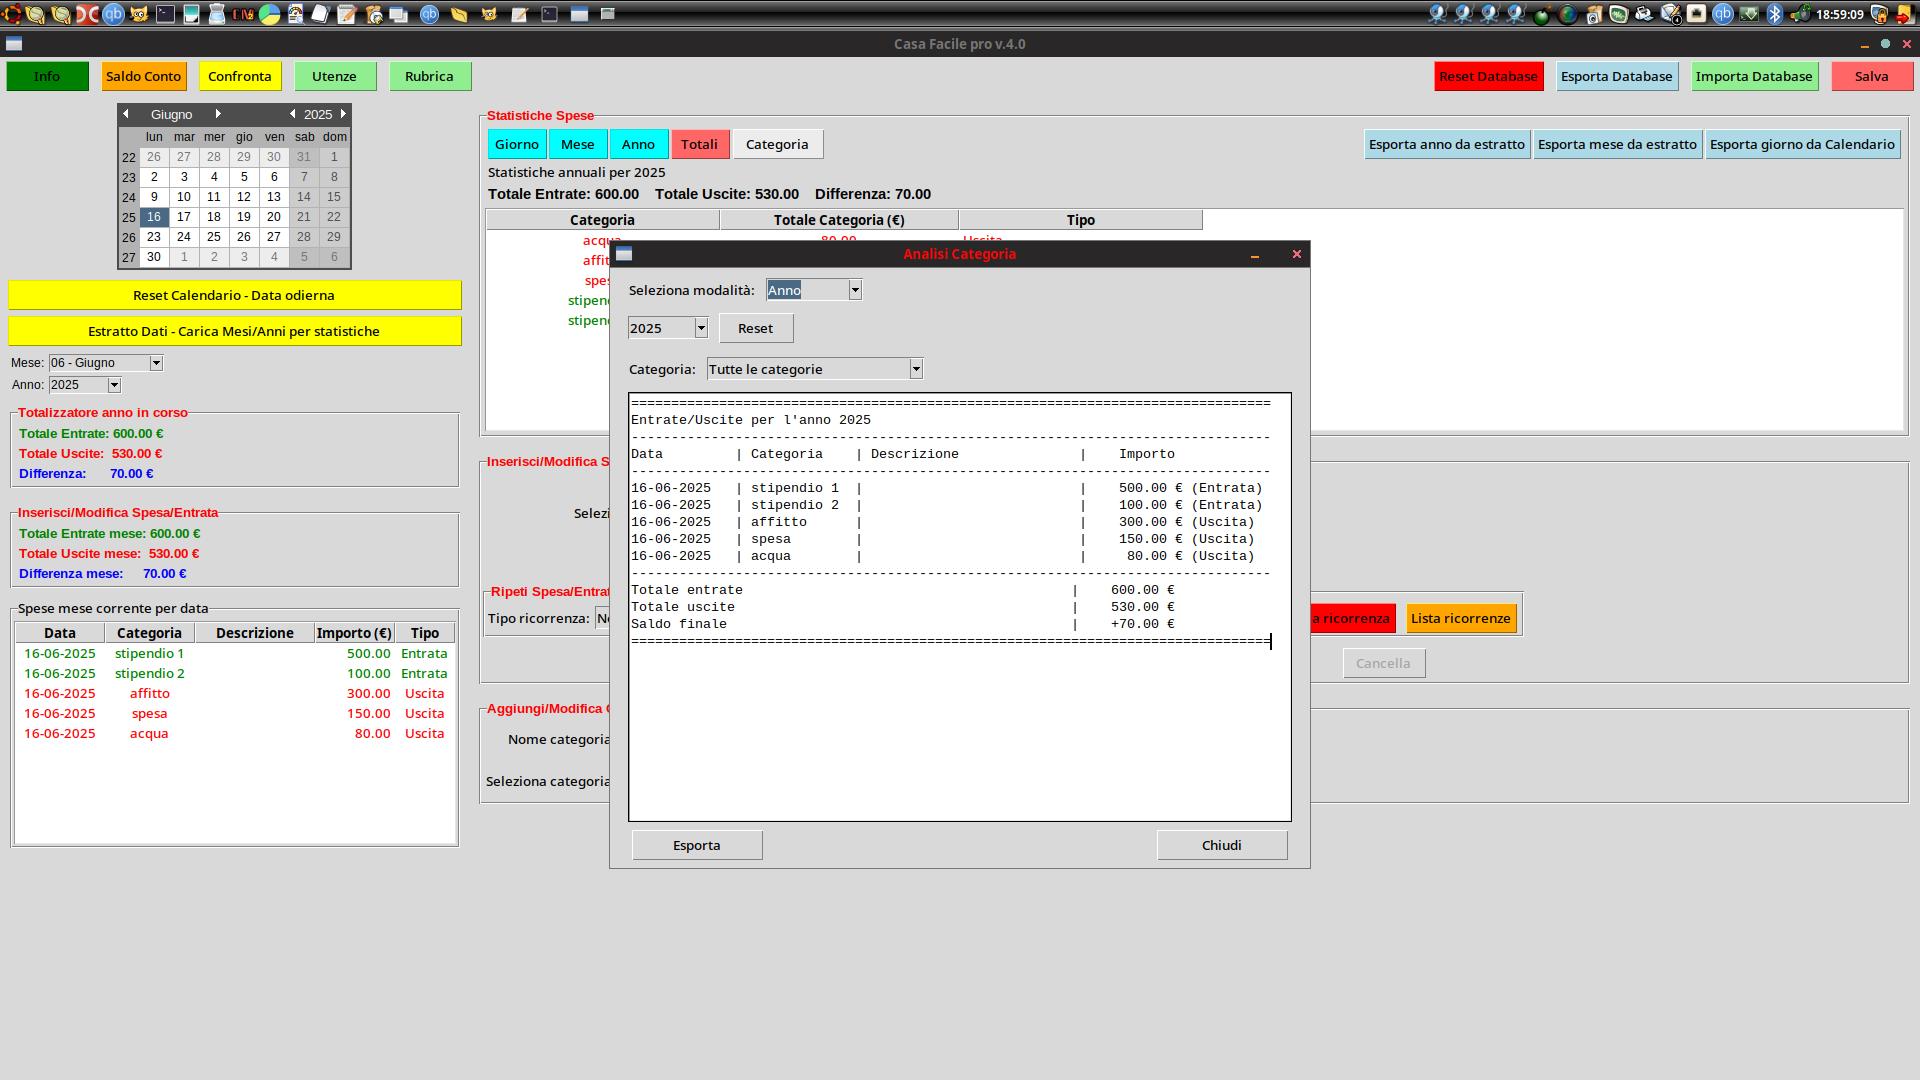 18:59:09
Casa Facile pro v.4.0
Info
Saldo Conto
Confronta
Utenze
Rubrica
Reset Database
Esporta Database
Importa Database
Salva
Giugno 2025
lun mar mer gio ven sab dom
22 26 27 28 29 30 31 1
23 2 3 4 5 6 7 8
24 9 10 11 12 13 14 15
25 16 17 18 19 20 21 22
26 23 24 25 26 27 28 29
27 30 1 2 3 4 5 6
Reset Calendario - Data odierna
Estratto Dati - Carica Mesi/Anni per statistiche
Mese: 06 - Giugno
Anno: 2025
Totalizzatore anno in corso
Totale Entrate: 600.00 €
Totale Uscite: 530.00 €
Differenza: 70.00 €
Inserisci/Modifica Spesa/Entrata
Totale Entrate mese: 600.00 €
Totale Uscite mese: 530.00 €
Differenza mese: 70.00 €
Spese mese corrente per data
Data Categoria Descrizione Importo (€) Tipo
16-06-2025 stipendio 1 500.00 Entrata
16-06-2025 stipendio 2 100.00 Entrata
16-06-2025 affitto 300.00 Uscita
16-06-2025 spesa 150.00 Uscita
16-06-2025 acqua 80.00 Uscita
Statistiche Spese
Giorno
Mese
Anno
Totali
Categoria
Esporta anno da estratto
Esporta mese da estratto
Esporta giorno da Calendario
Statistiche annuali per 2025
Totale Entrate: 600.00 Totale Uscite: 530.00 Differenza: 70.00
Categoria Totale Categoria (€) Tipo
acqua 80.00 Uscita
affit
spes
stipen
stipen
Inserisci/Modifica S
Selezi
Ripeti Spesa/Entrat
Tipo ricorrenza: N
a ricorrenza
Lista ricorrenze
Cancella
Aggiungi/Modifica
Nome categoria
Seleziona categoria
Analisi Categoria
Seleziona modalità: Anno
2025 Reset
Categoria: Tutte le categorie
================================================================================
Entrate/Uscite per l'anno 2025
--------------------------------------------------------------------------------
Data | Categoria | Descrizione | Importo
--------------------------------------------------------------------------------
16-06-2025 | stipendio 1 | | 500.00 € (Entrata)
16-06-2025 | stipendio 2 | | 100.00 € (Entrata)
16-06-2025 | affitto | | 300.00 € (Uscita)
16-06-2025 | spesa | | 150.00 € (Uscita)
16-06-2025 | acqua | | 80.00 € (Uscita)
--------------------------------------------------------------------------------
Totale entrate | 600.00 €
Totale uscite | 530.00 €
Saldo finale | +70.00 €
================================================================================
Esporta
Chiudi